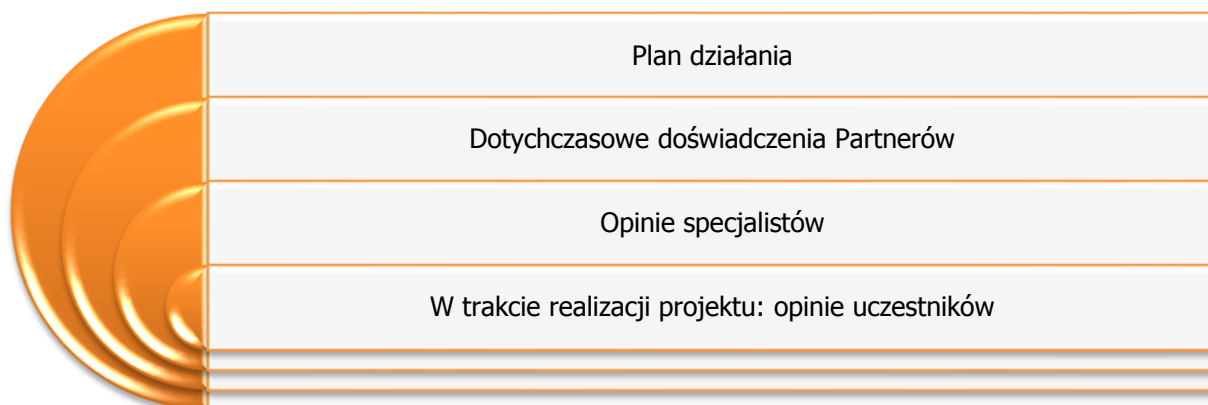 Plan działania
Dotychczasowe doświadczenia Partnerów
Opinie specjalistów
W trakcie realizacji projektu: opinie uczestników